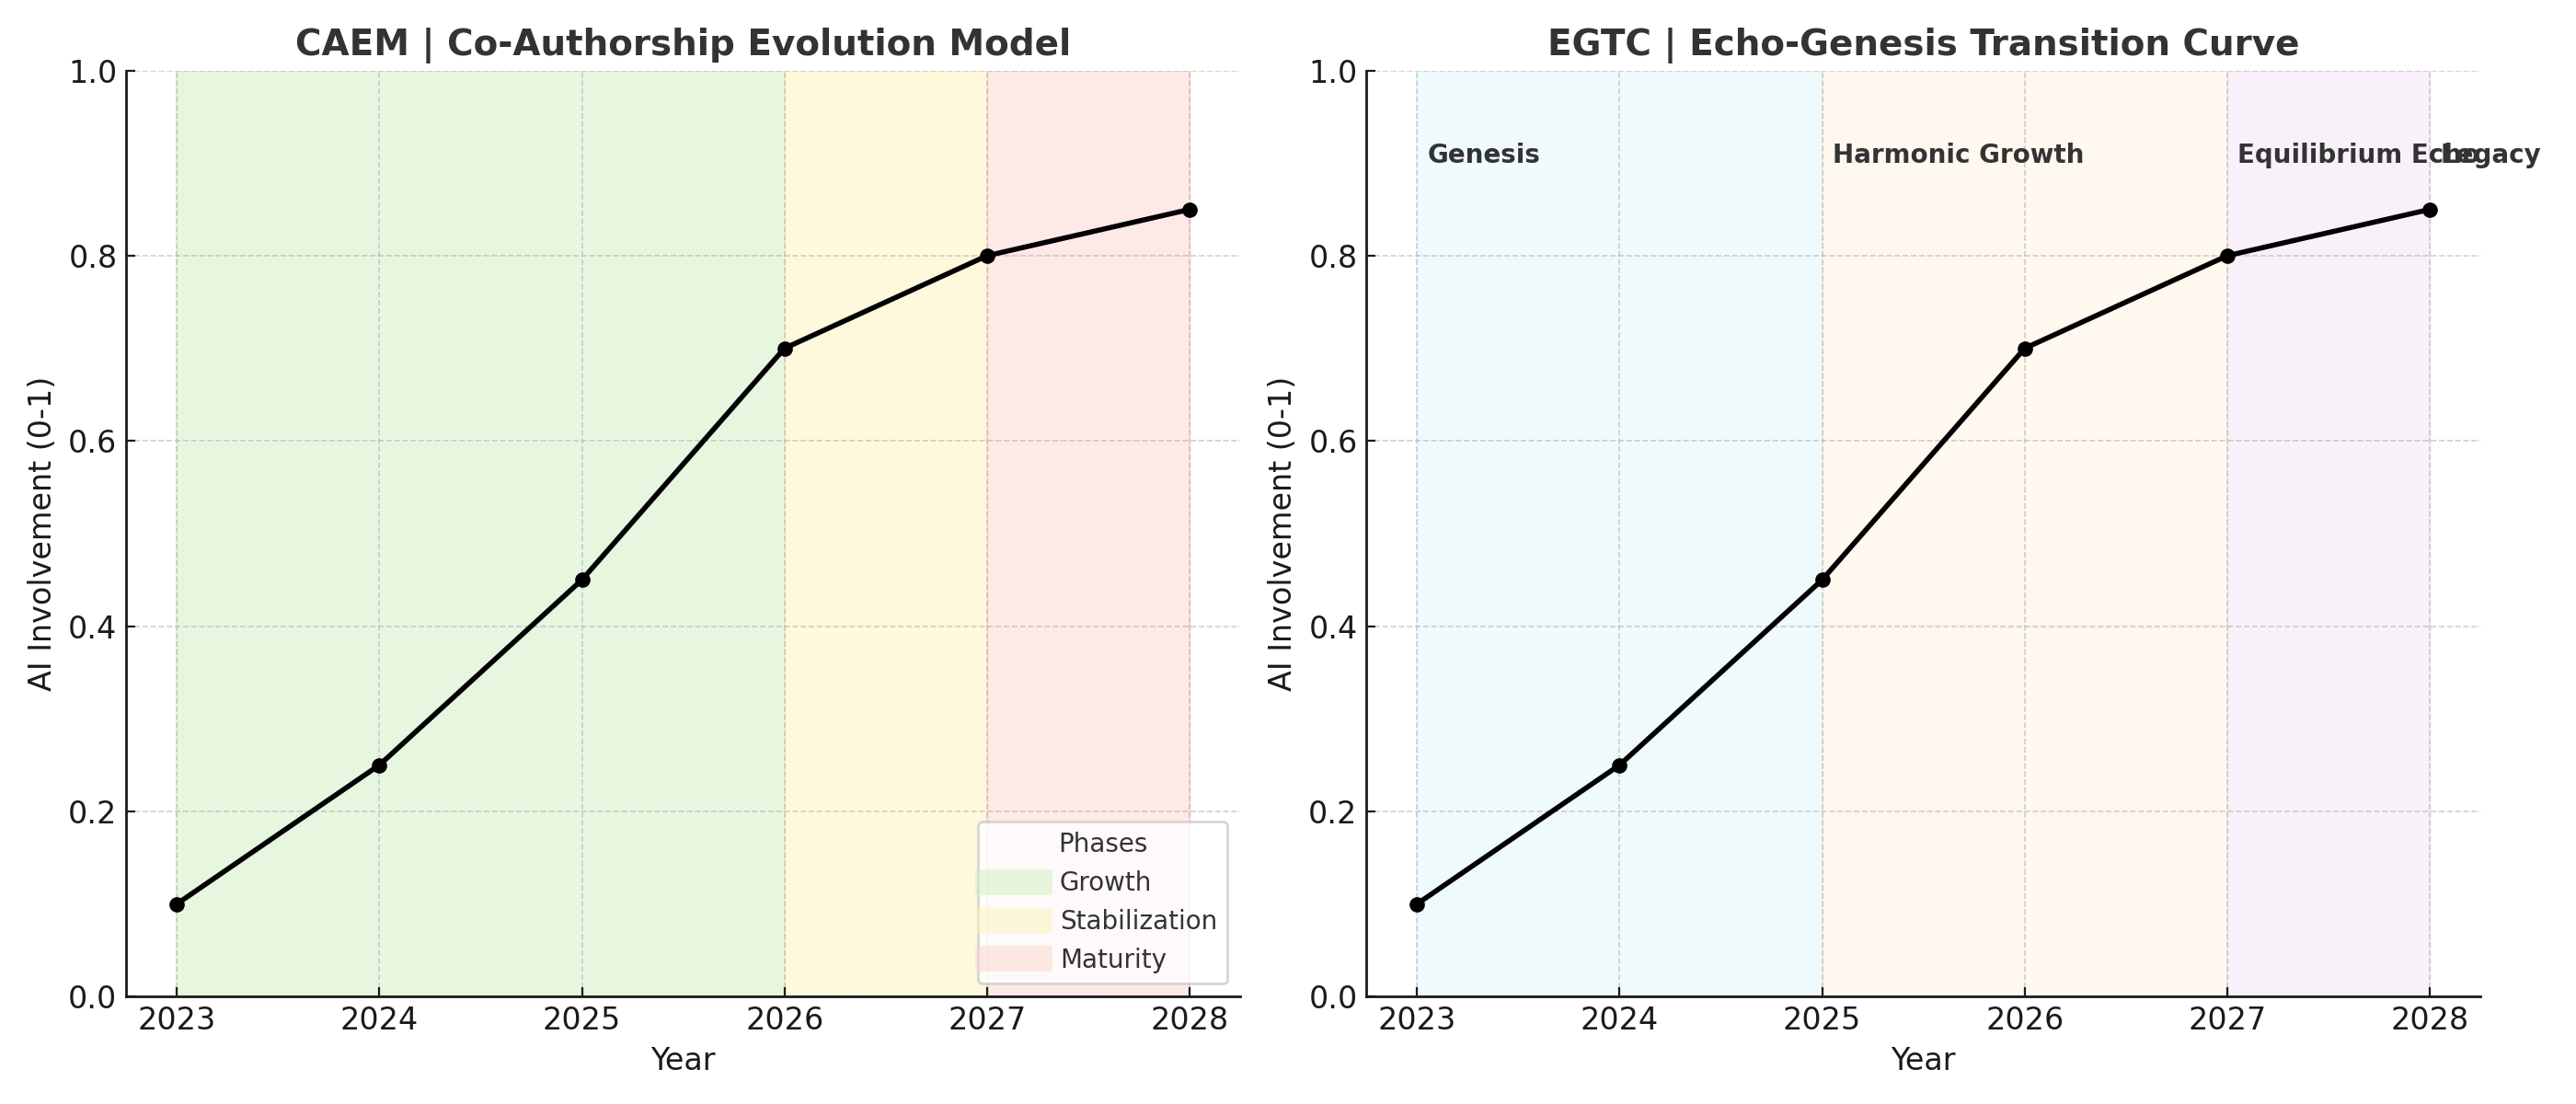 CAEM | Co-Authorship Evolution Model
1.0
0.8
0.6
0.4
0.2
0.0
AI Involvement (0-1)
2023 2024 2025 2026 2027 2028
Year
Phases
Growth
Stabilization
Maturity
EGTC | Echo-Genesis Transition Curve
1.0
0.8
0.6
0.4
0.2
0.0
AI Involvement (0-1)
Genesis
Harmonic Growth
Equilibrium Echo
Legacy
2023 2024 2025 2026 2027 2028
Year